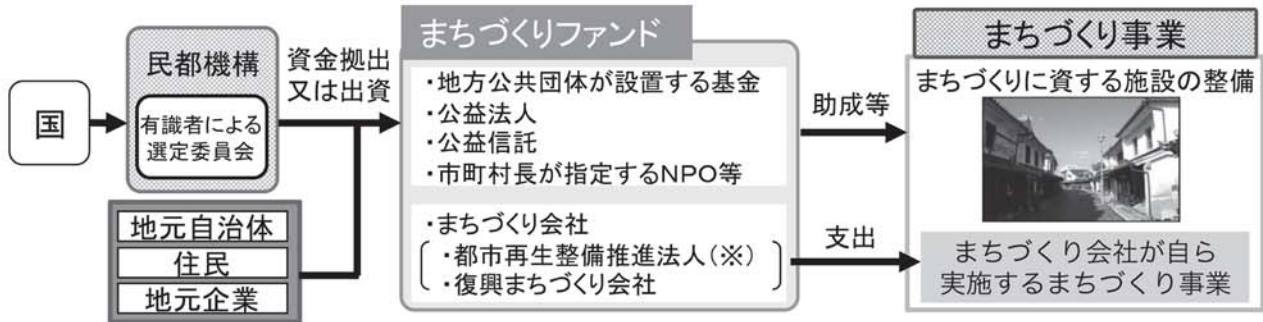 国
民都機構
有識者による
選定委員会
地元自治体
住民
地元企業
資金拠出
又は出資
まちづくりファンド
・地方公共団体が設置する基金
・公益法人
・公益信託
・市町村長が指定するNPO等
・まちづくり会社
・都市再生整備推進法人(※)
・復興まちづくり会社
助成等
支出
まちづくり事業
まちづくりに資する施設の整備
まちづくり会社が自ら
実施するまちづくり事業